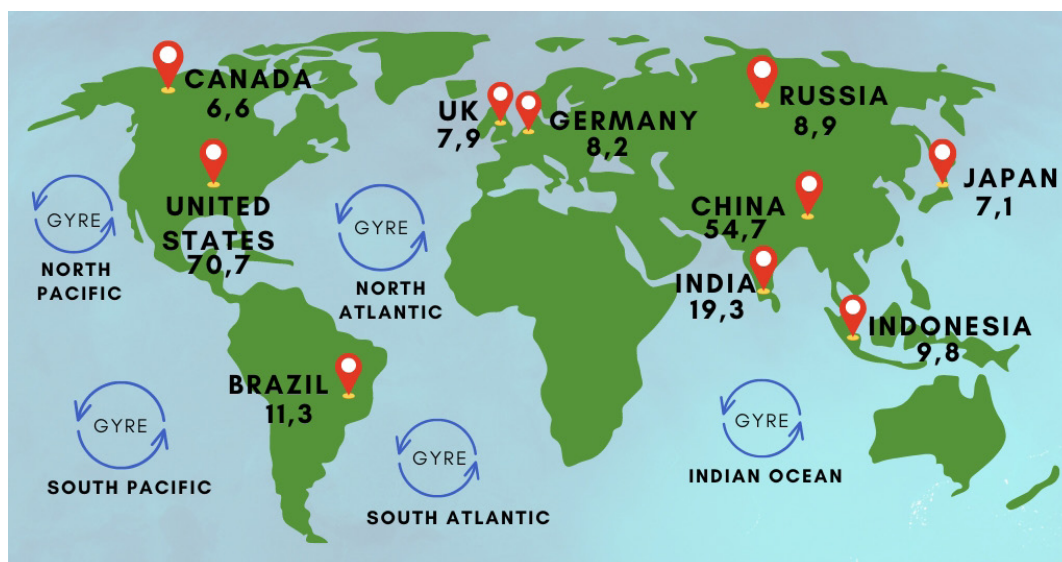 CANADA
6,6
UK
7,9
GERMANY
8,2
RUSSIA
8,9
JAPAN
7,1
UNITED
STATES
70,7
CHINA
54,7
INDIA
19,3
INDONESIA
9,8
BRAZIL
11,3
GYRE
NORTH
PACIFIC
GYRE
NORTH
ATLANTIC
GYRE
SOUTH PACIFIC
GYRE
SOUTH ATLANTIC
GYRE
INDIAN OCEAN